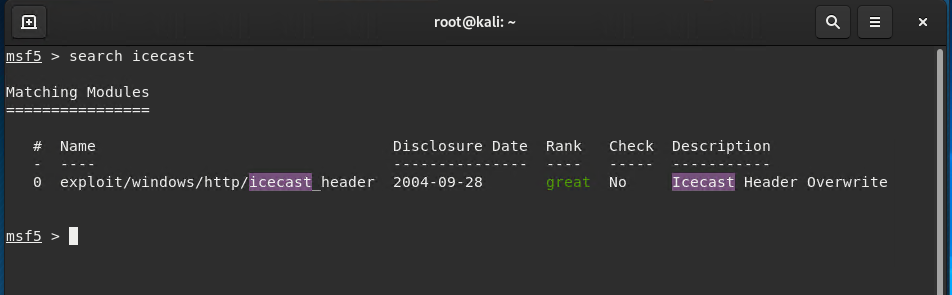 root@kali: ~
msf5 > search icecast
Matching Modules
================
# Name Disclosure Date Rank Check Description
- ---- --------------- ---- ----- -----------
0 exploit/windows/http/icecast_header 2004-09-28 great No Icecast Header Overwrite
msf5 >